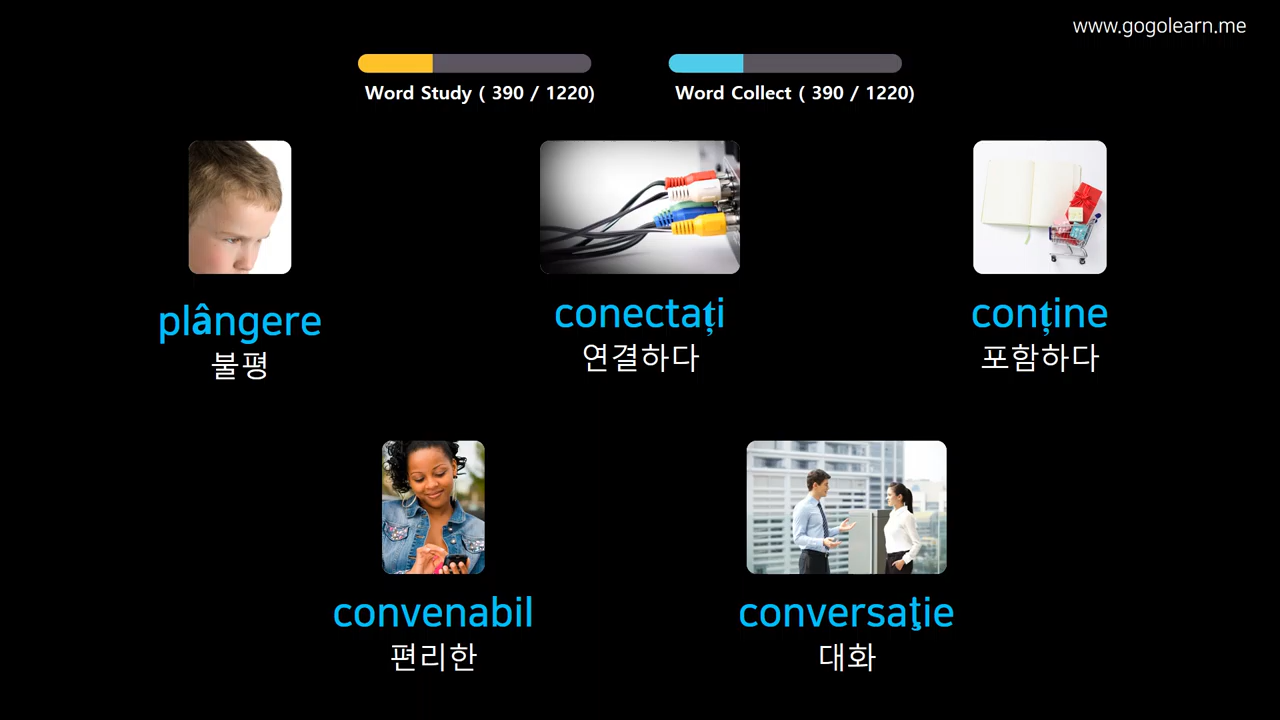 www.gogolearn.me
Word Study ( 390 / 1220)
Word Collect ( 390 / 1220)
plângere
불평
conectați
연결하다
conține
포함하다
convenabil
편리한
conversaţie
대화